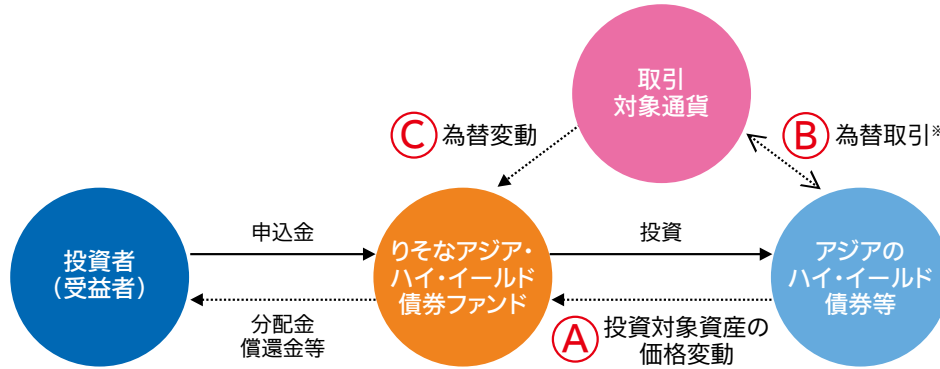 取引
対象通貨
Ⓒ 為替変動
Ⓑ 為替取引※
投資者
（受益者）
申込金
りそなアジア・
ハイ・イールド
債券ファンド
投資
アジアの
ハイ・イールド
債券等
分配金
償還金等
Ⓐ 投資対象資産の
価格変動